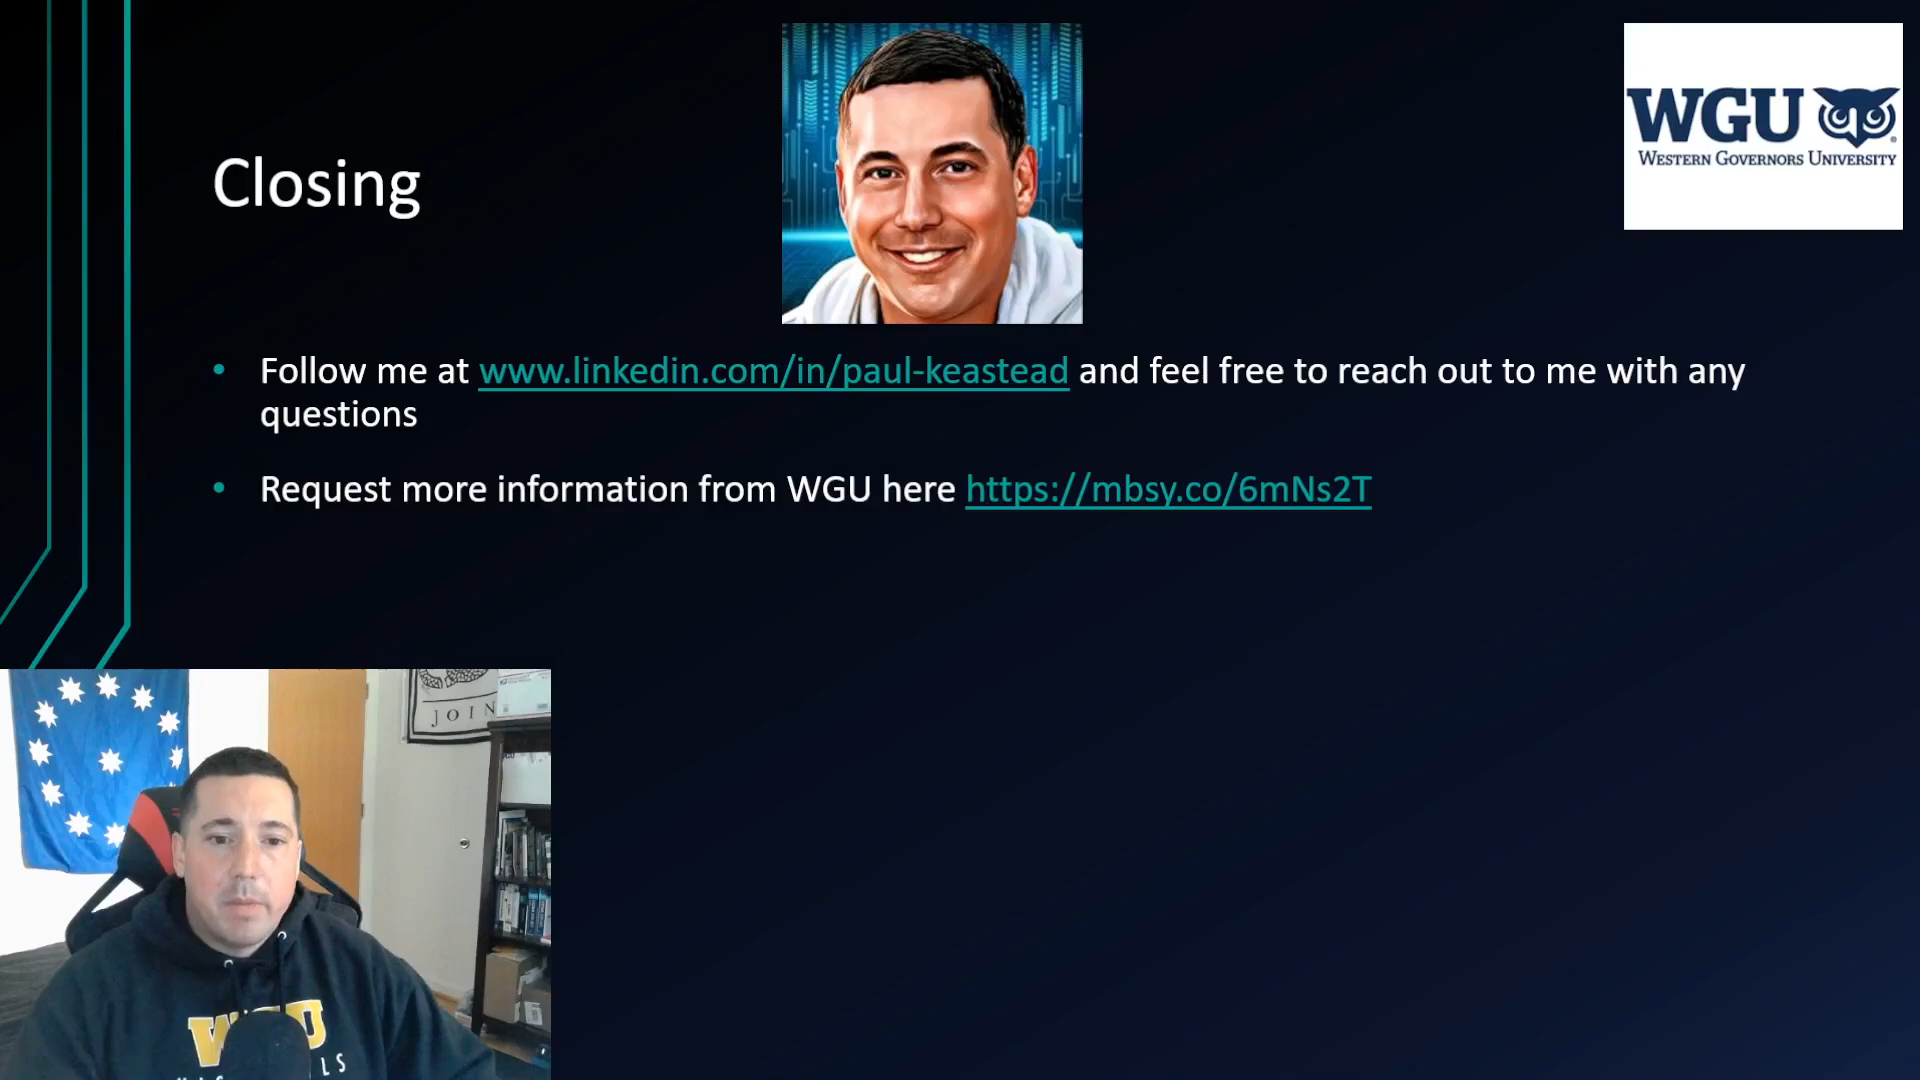 WGU
WESTERN GOVERNORS UNIVERSITY
Closing
• Follow me at www.linkedin.com/in/paul-keastead and feel free to reach out to me with any
questions
• Request more information from WGU here https://mbsy.co/6mNs2T
JOIN